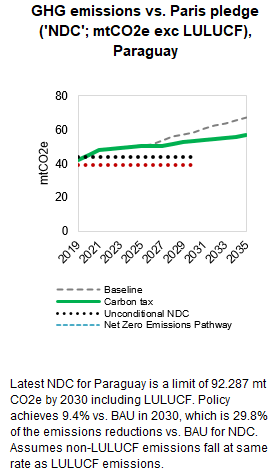 GHG emissions vs. Paris pledge
('NDC'; mtCO2e exc LULUCF),
Paraguay
80
60
40
20
0
mtCO2e
2019
2021
2023
2025
2027
2029
2031
2033
2035
Baseline
Carbon tax
Unconditional NDC
Net Zero Emissions Pathway
Latest NDC for Paraguay is a limit of 92.287 mt
CO2e by 2030 including LULUCF. Policy
achieves 9.4% vs. BAU in 2030, which is 29.8%
of the emissions reductions vs. BAU for NDC.
Assumes non-LULUCF emissions fall at same
rate as LULUCF emissions.